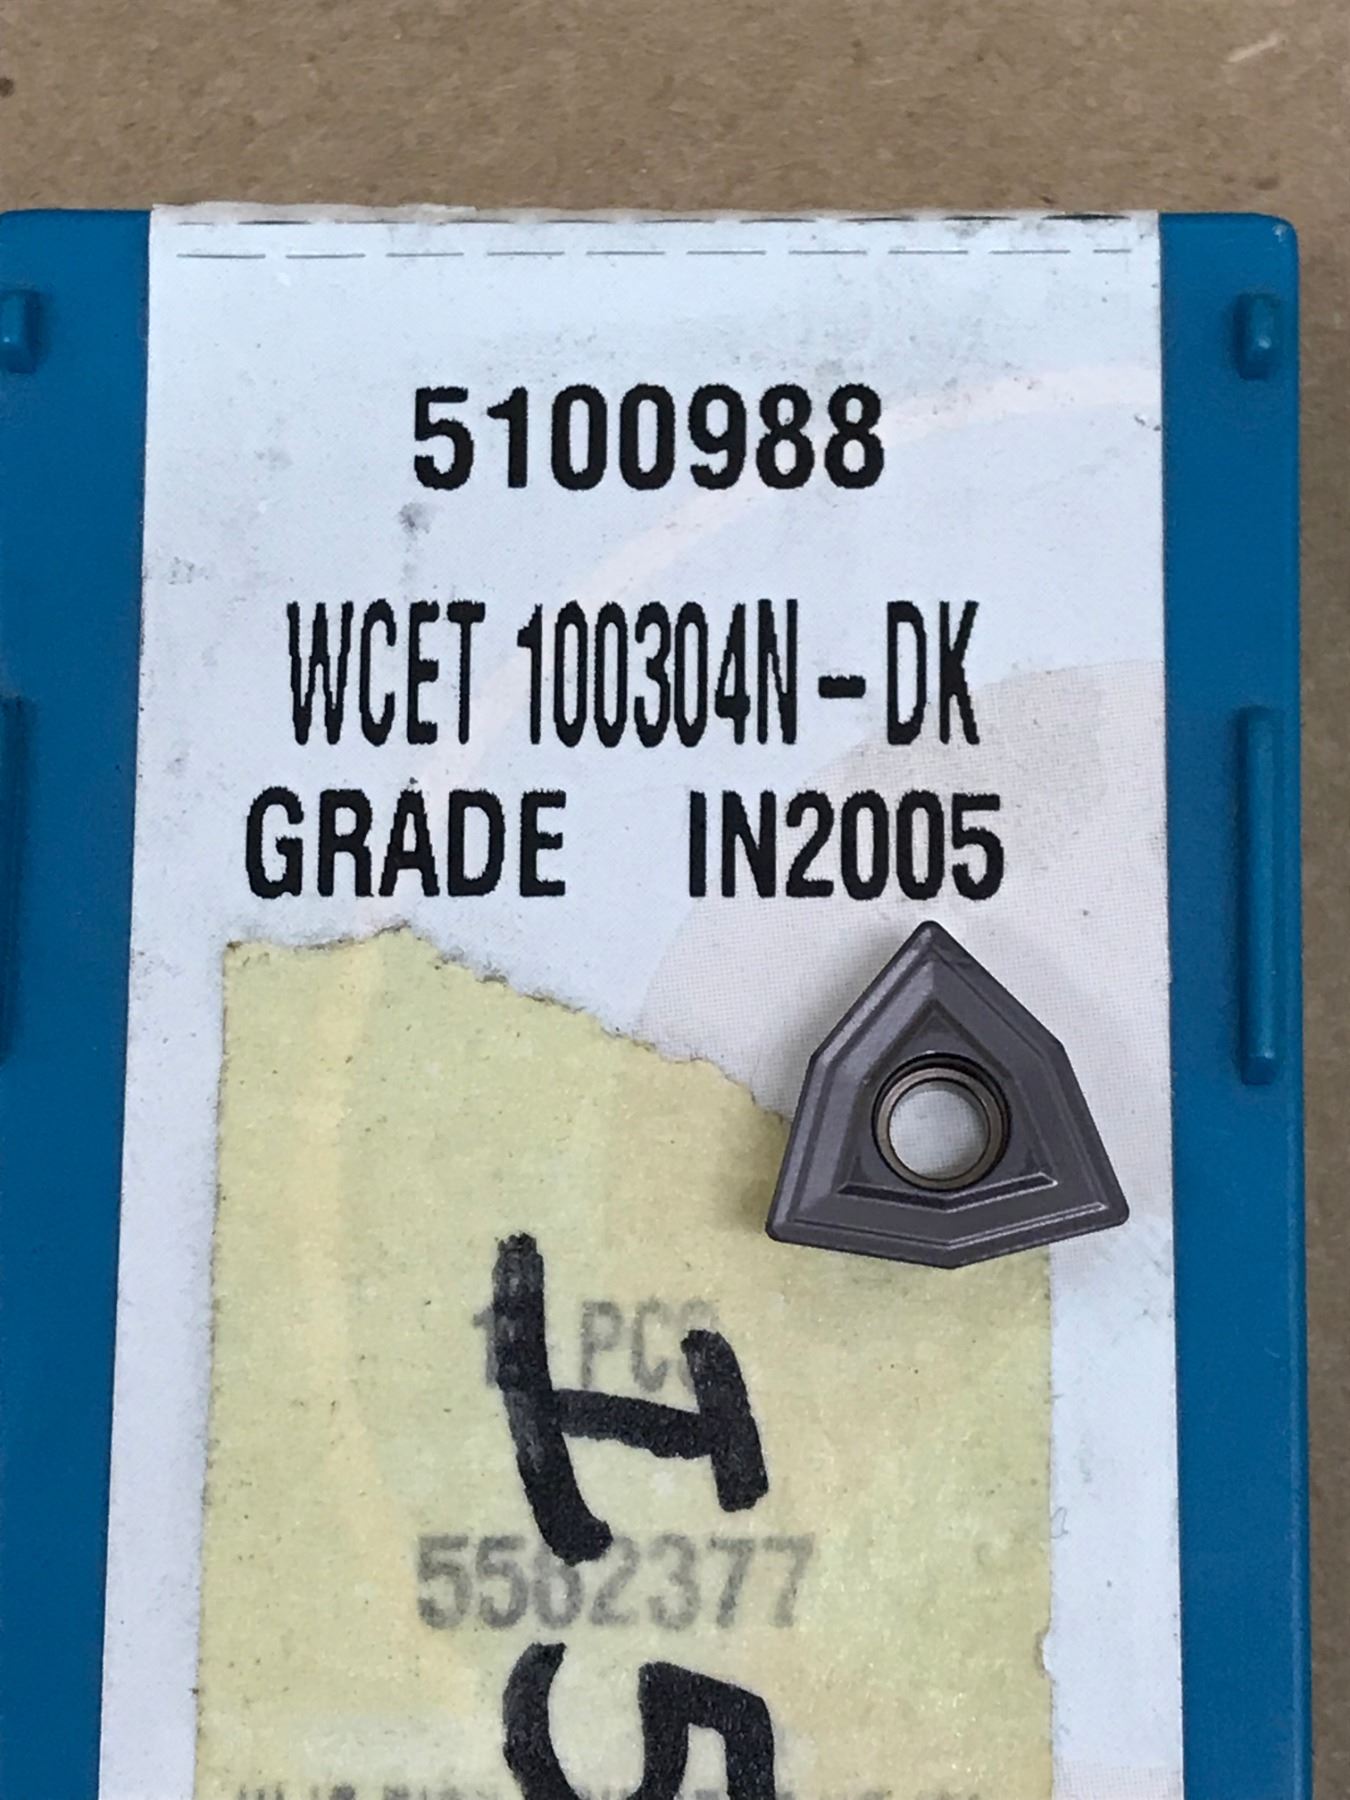 5100988
WCET 100304N-DK
GRADE IN2005
PCS
5582377